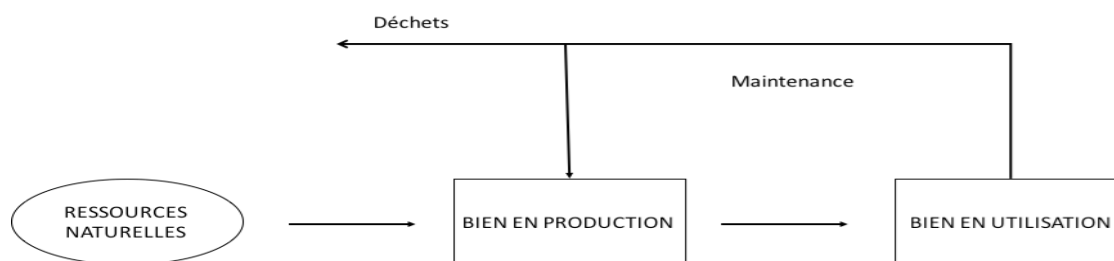 Déchets
Maintenance
RESSOURCES
NATURELLES
BIEN EN PRODUCTION
BIEN EN UTILISATION